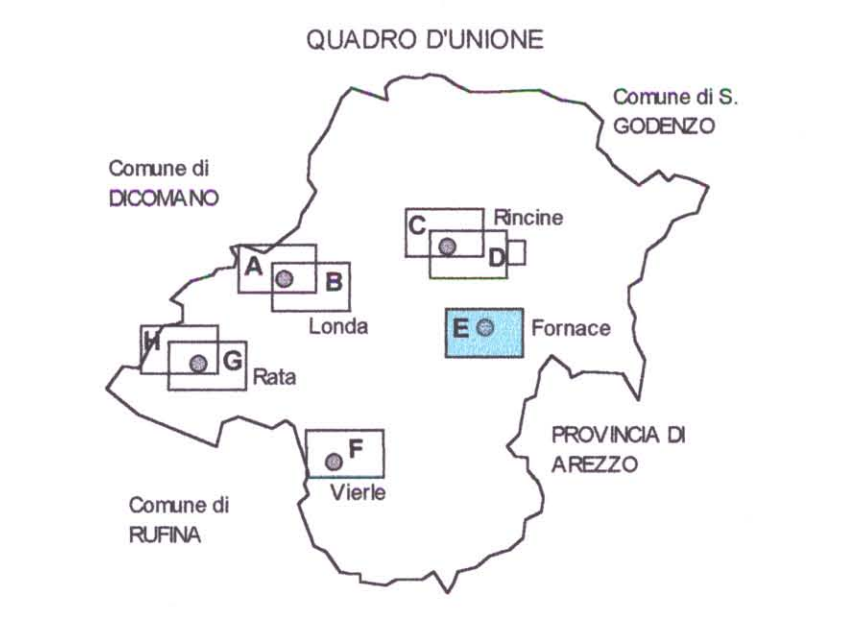 QUADRO D'UNIONE
Comune di S.
GODENZO
Comune di
DICOMANO
C
Rincine
D
A
B
Londa
E
Fornace
H
G
Rata
F
Vierle
PROVINCIA DI
AREZZO
Comune di
RUFINA